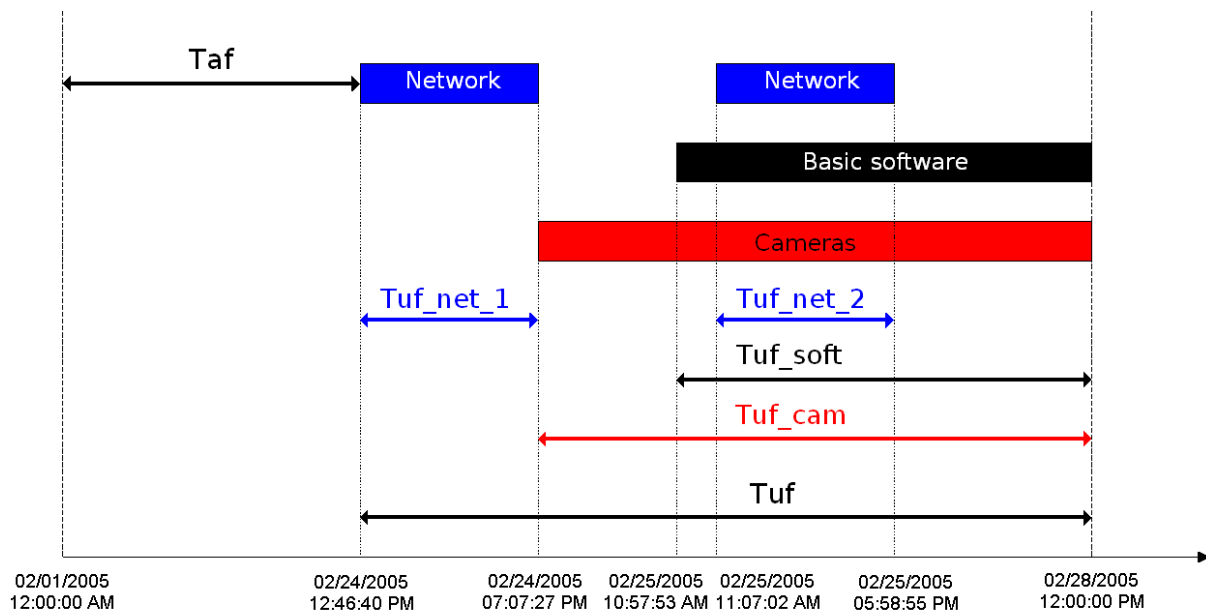 Taf
Network
Network
Basic software
Cameras
Tuf_net_1
Tuf_net_2
Tuf_soft
Tuf_cam
Tuf
02/01/2005
12:00:00 AM
02/24/2005
12:46:40 PM
02/24/2005
07:07:27 PM
02/25/2005
10:57:53 AM
02/25/2005
11:07:02 AM
02/25/2005
05:58:55 PM
02/28/2005
12:00:00 PM